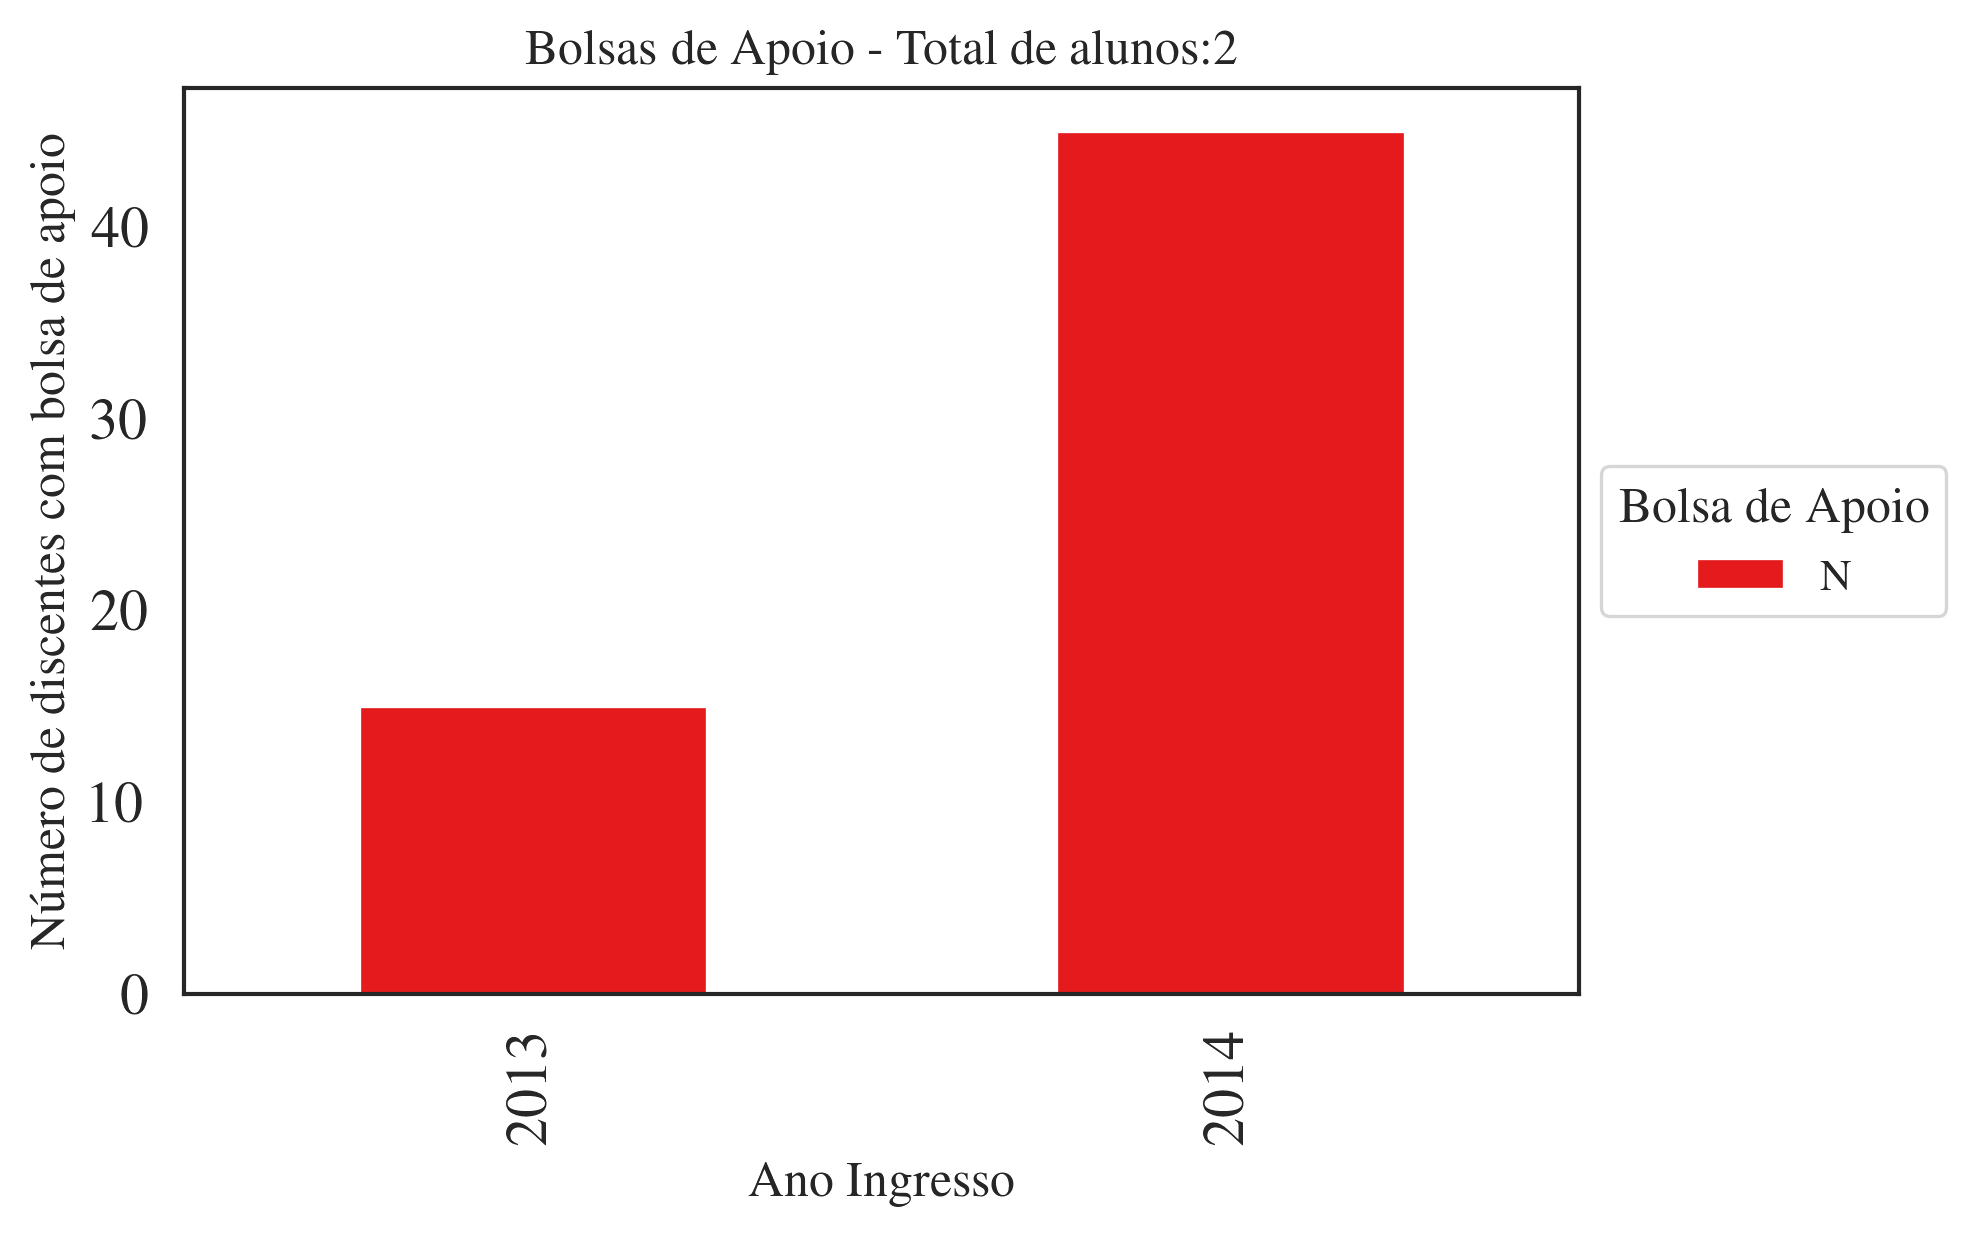 Bolsas de Apoio - Total de alunos:2
Número de discentes com bolsa de apoio
40
30
20
10
0
2013
2014
Ano Ingresso
Bolsa de Apoio
N